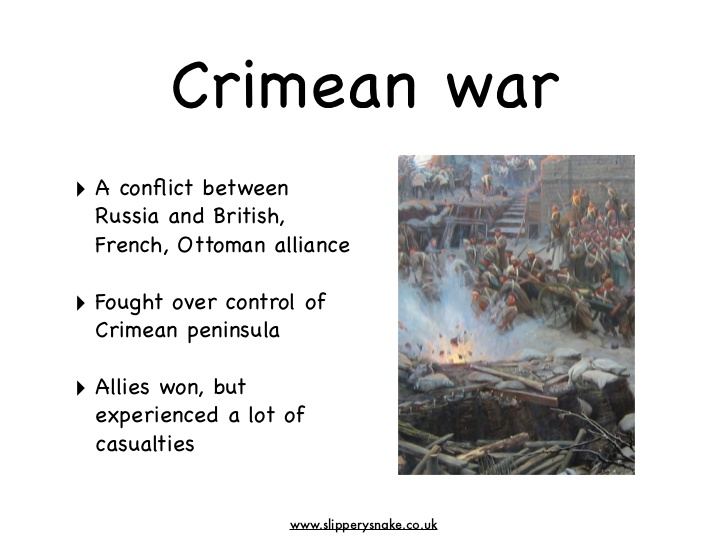 Crimean war
‣ A conflict between
Russia and British,
French, Ottoman alliance
‣ Fought over control of
Crimean peninsula
‣ Allies won, but
experienced a lot of
casualties
www.slipperysnake.co.uk